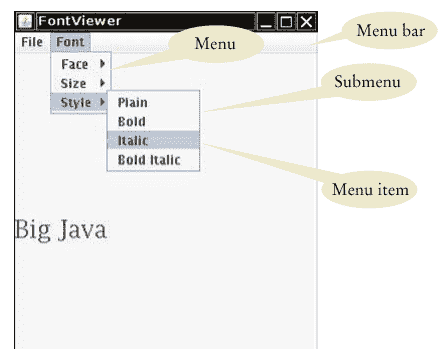 FontViewer
Menu bar
File Font
Menu
Face
Size
Submenu
Style
Plain
Bold
Italic
Bold Italic
Menu item
Big Java